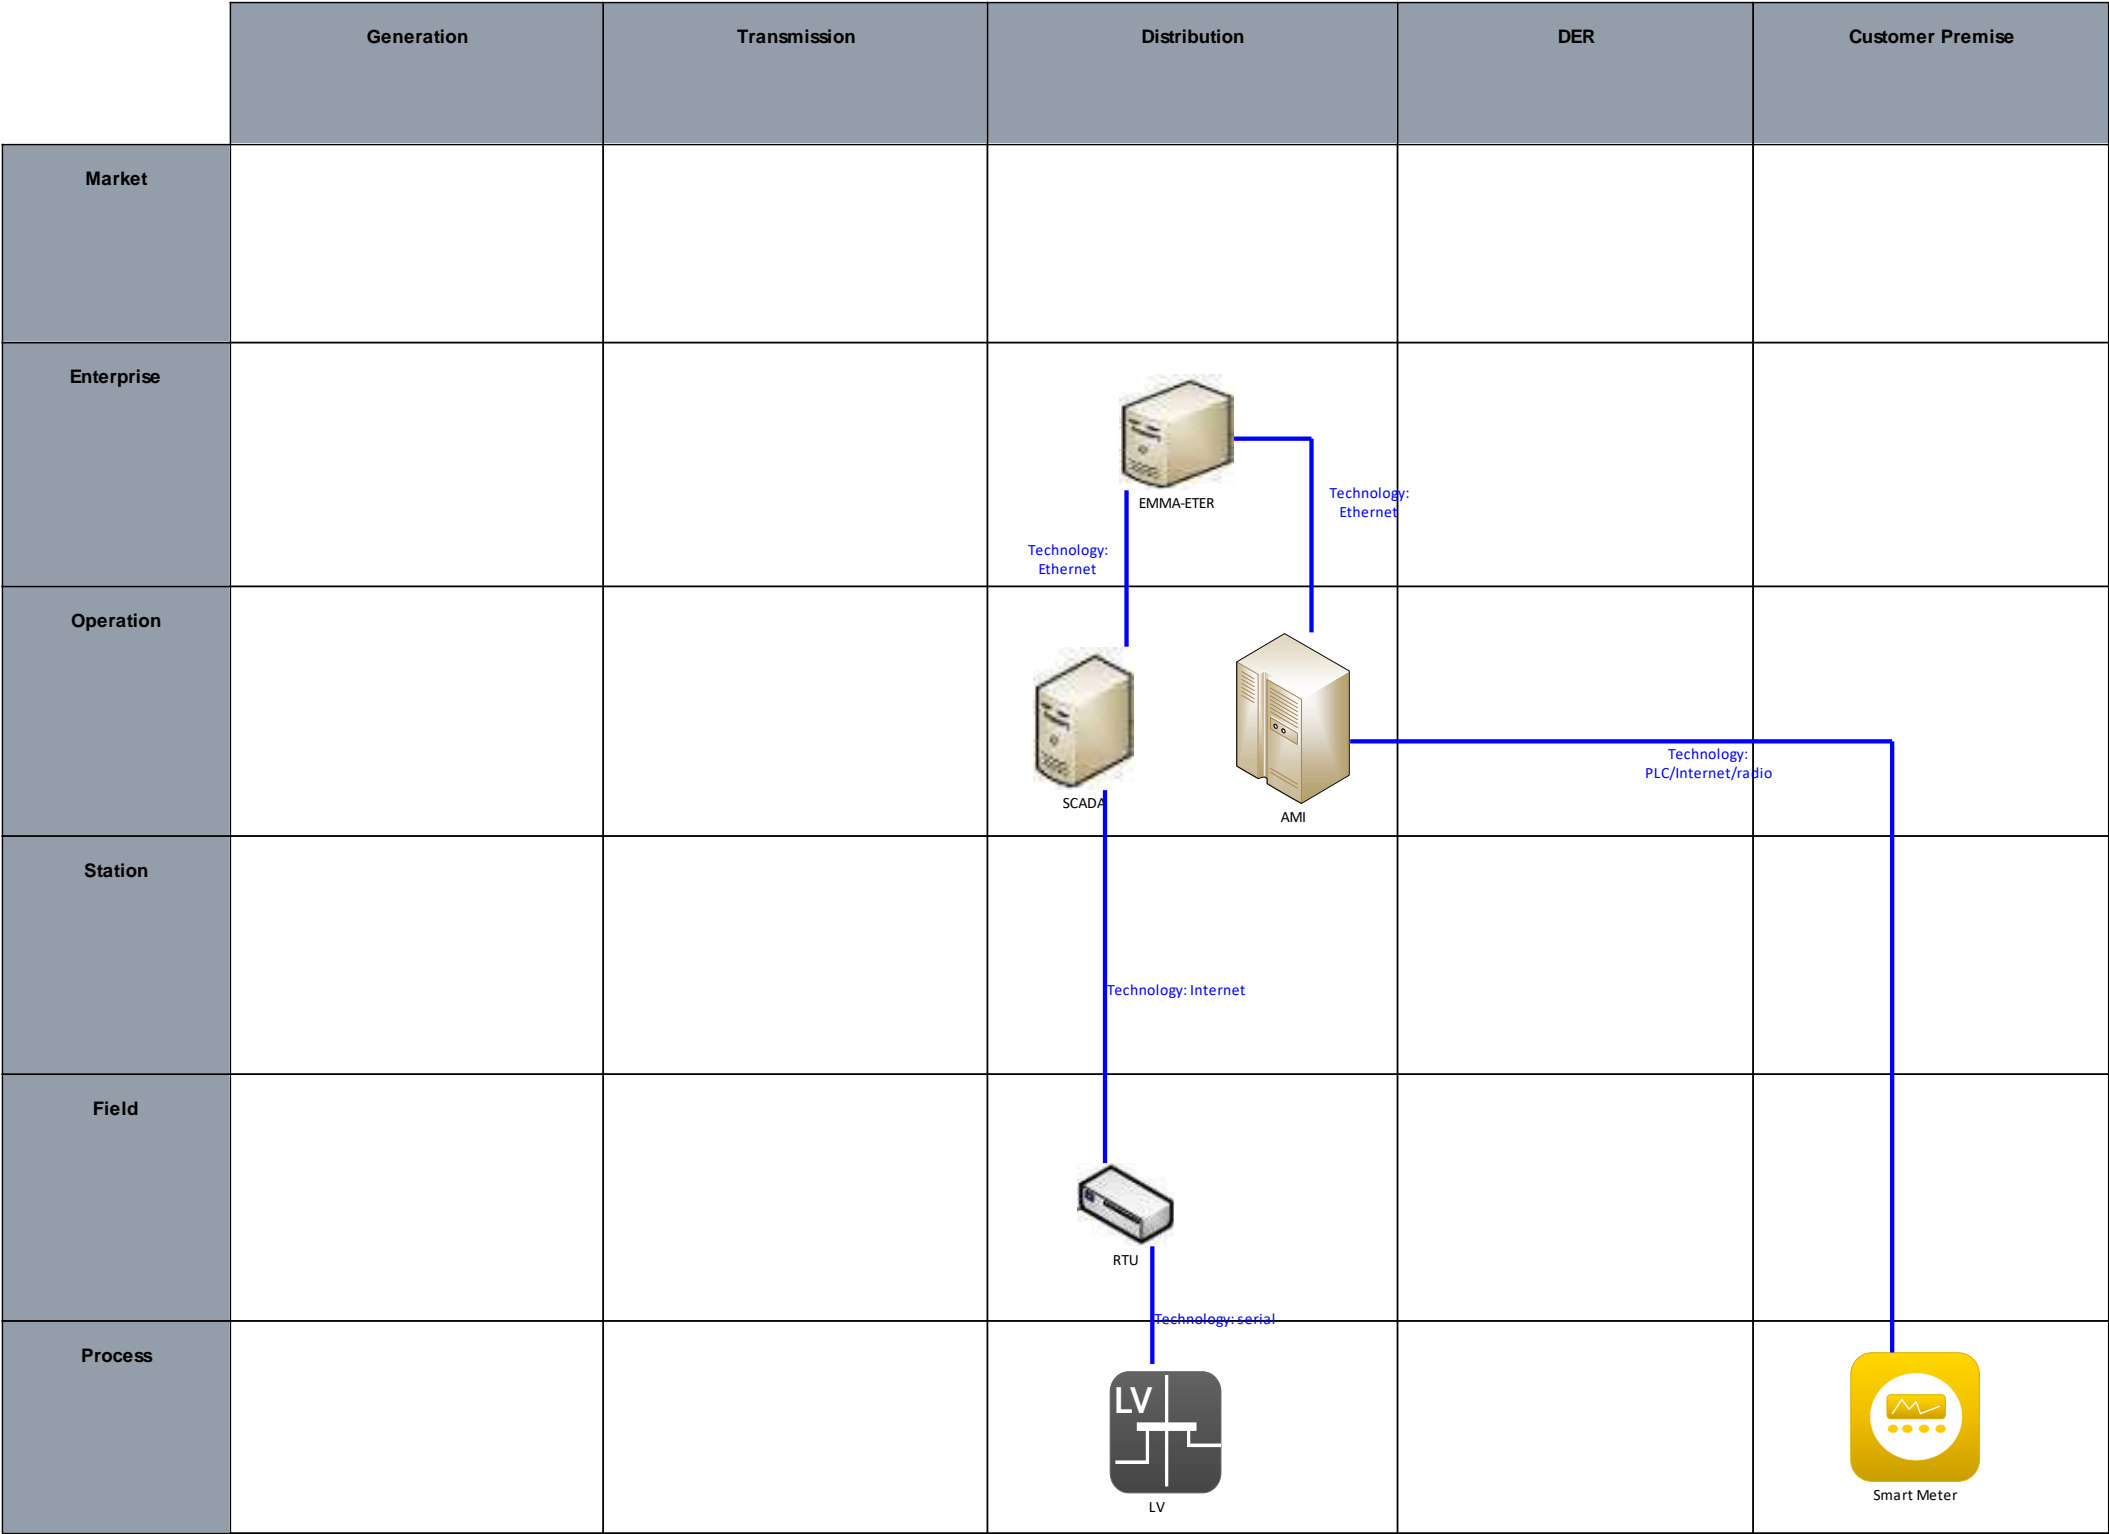 Generation
Transmission
Distribution
DER
Customer Premise
Market
Enterprise
EMMA-ETER
Technology:
Ethernet
Technology:
Ethernet
Operation
SCADA
AMI
Technology:
PLC/Internet/radio
Station
Technology: Internet
Field
RTU
Technology: serial
Process
LV
LV
Smart Meter